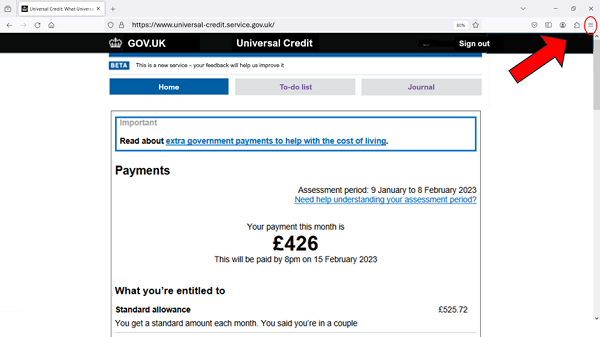 Universal Credit: What Universa
https://www.universal-credit.service.gov.uk/
80%
GOV.UK
Universal Credit
Sign out
BETA
This is a new service – your feedback will help us improve it
Home
To-do list
Journal
Important
Read about extra government payments to help with the cost of living.
Payments
Assessment period: 9 January to 8 February 2023
Need help understanding your assessment period?
Your payment this month is
£426
This will be paid by 8pm on 15 February 2023
What you're entitled to
Standard allowance £525.72
You get a standard amount each month. You said you're in a couple